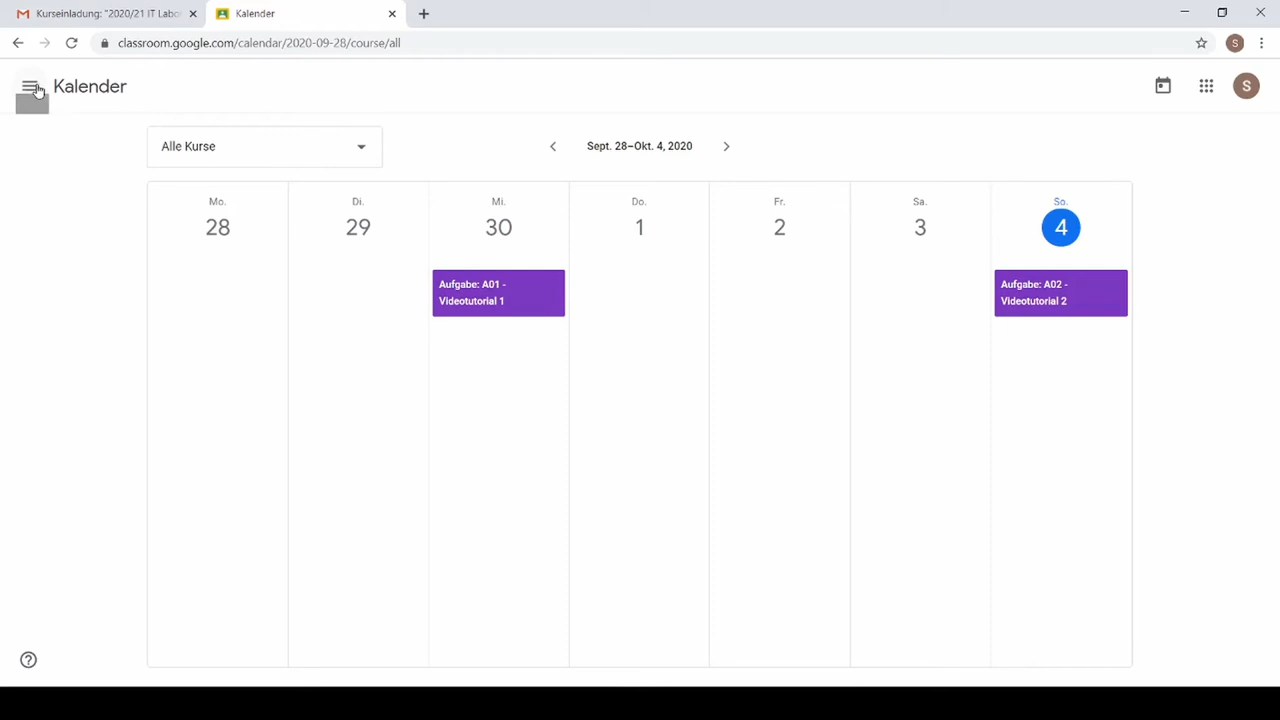 Kurseinladung: "2020/21 IT Labo
Kalender
classroom.google.com/calendar/2020-09-28/course/all
S
Kalender
S
Alle Kurse
Sept. 28–Okt. 4, 2020
Mo. Di. Mi. Do. Fr. Sa. So.
28 29 30 1 2 3 4
Aufgabe: A01 -
Videotutorial 1
Aufgabe: A02 -
Videotutorial 2